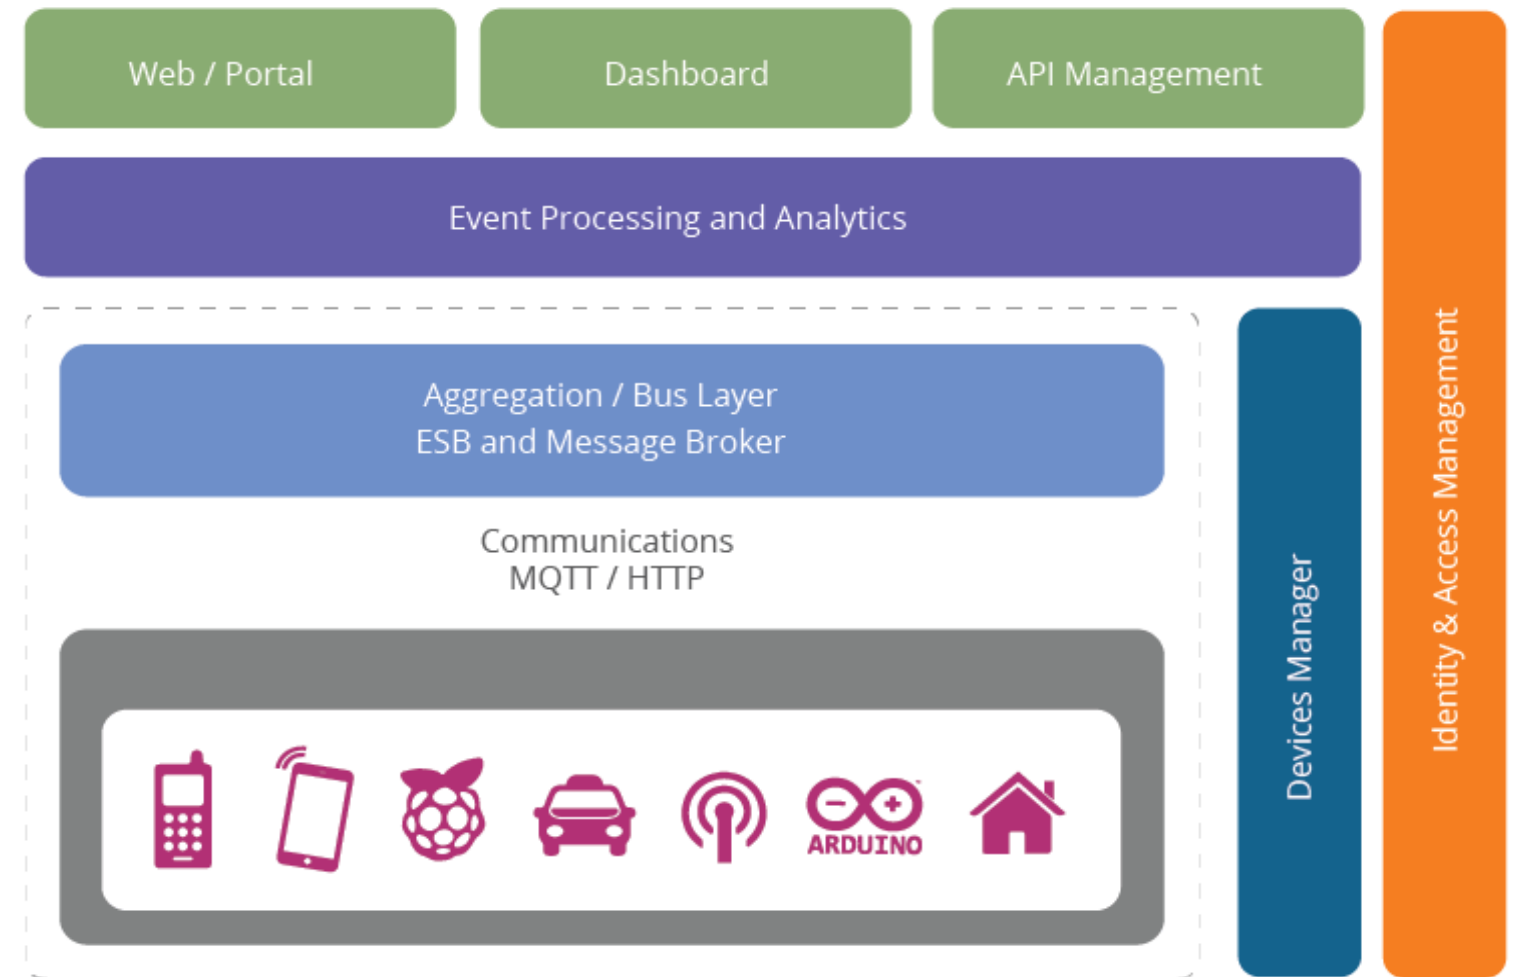 Web / Portal
Dashboard
API Management
Event Processing and Analytics
Aggregation / Bus Layer
ESB and Message Broker
Communications
MQTT / HTTP
ARDUINO
Devices Manager
Identity & Access Management